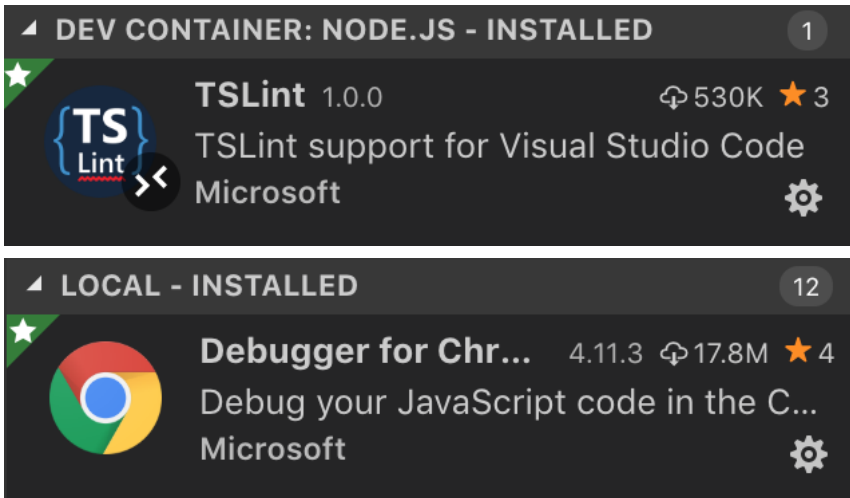 DEV CONTAINER: NODE.JS - INSTALLED 1
TSLint 1.0.0 530K 3
TSLint support for Visual Studio Code
Microsoft
{TS}
Lint
LOCAL - INSTALLED 12
Debugger for Chr... 4.11.3 17.8M 4
Debug your JavaScript code in the C...
Microsoft